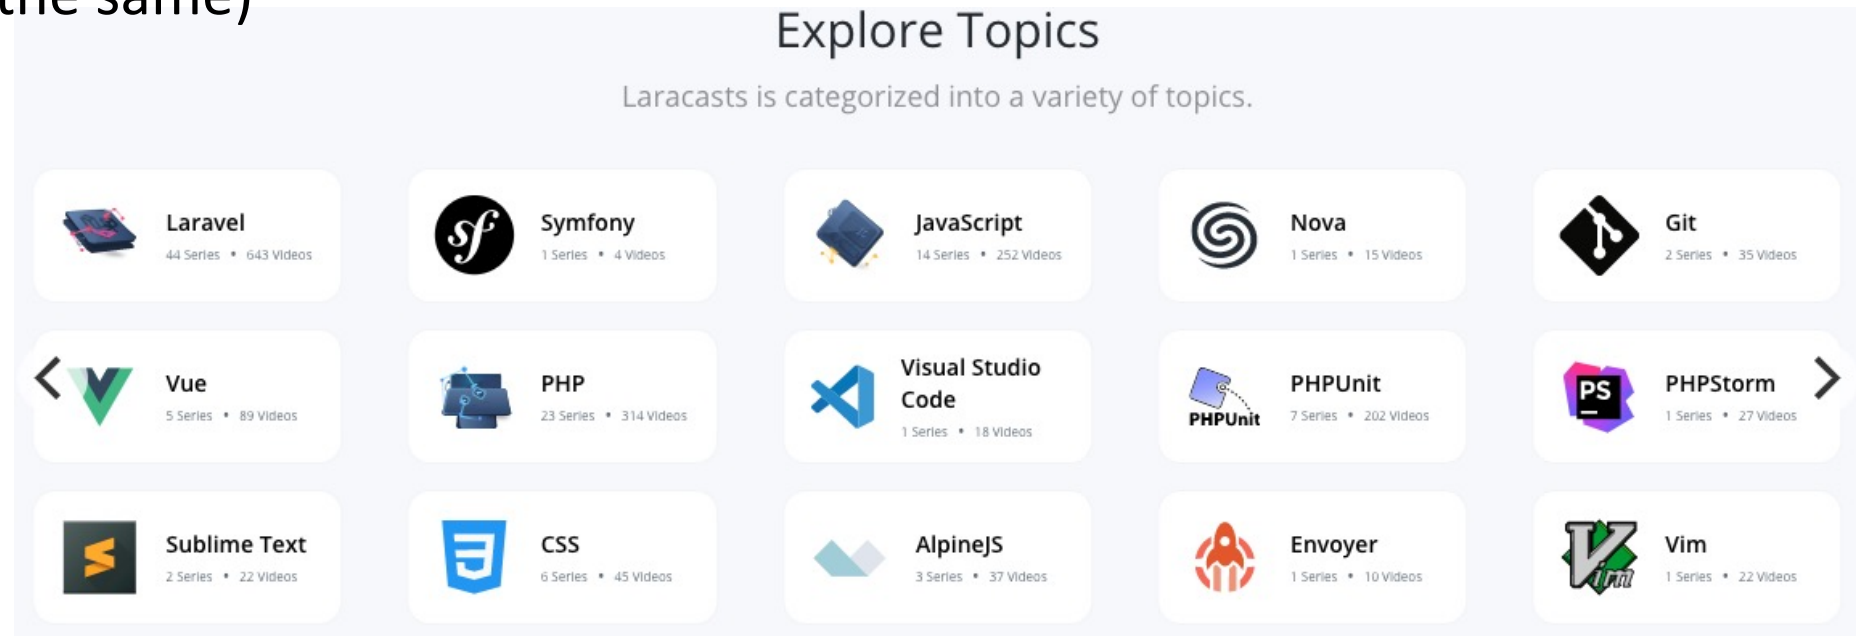 the same)
Explore Topics
Laracasts is categorized into a variety of topics.
Laravel
44 Series • 643 Videos
Symfony
1 Series • 4 Videos
JavaScript
14 Series • 252 Videos
Nova
1 Series • 15 Videos
Git
2 Series • 35 Videos
Vue
5 Series • 89 Videos
PHP
23 Series • 314 Videos
Visual Studio
Code
1 Series • 18 Videos
PHPUnit
PHPUnit
7 Series • 202 Videos
PS
PHPStorm
1 Series • 27 Videos
Sublime Text
2 Series • 22 Videos
CSS
6 Series • 45 Videos
AlpineJS
3 Series • 37 Videos
Envoyer
1 Series • 10 Videos
Vim
Vim
1 Series • 22 Videos